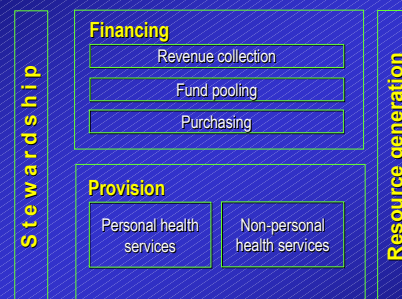 Stewardship
Financing
Revenue collection
Fund pooling
Purchasing
Provision
Personal health
services
Non-personal
health services
Resource generation